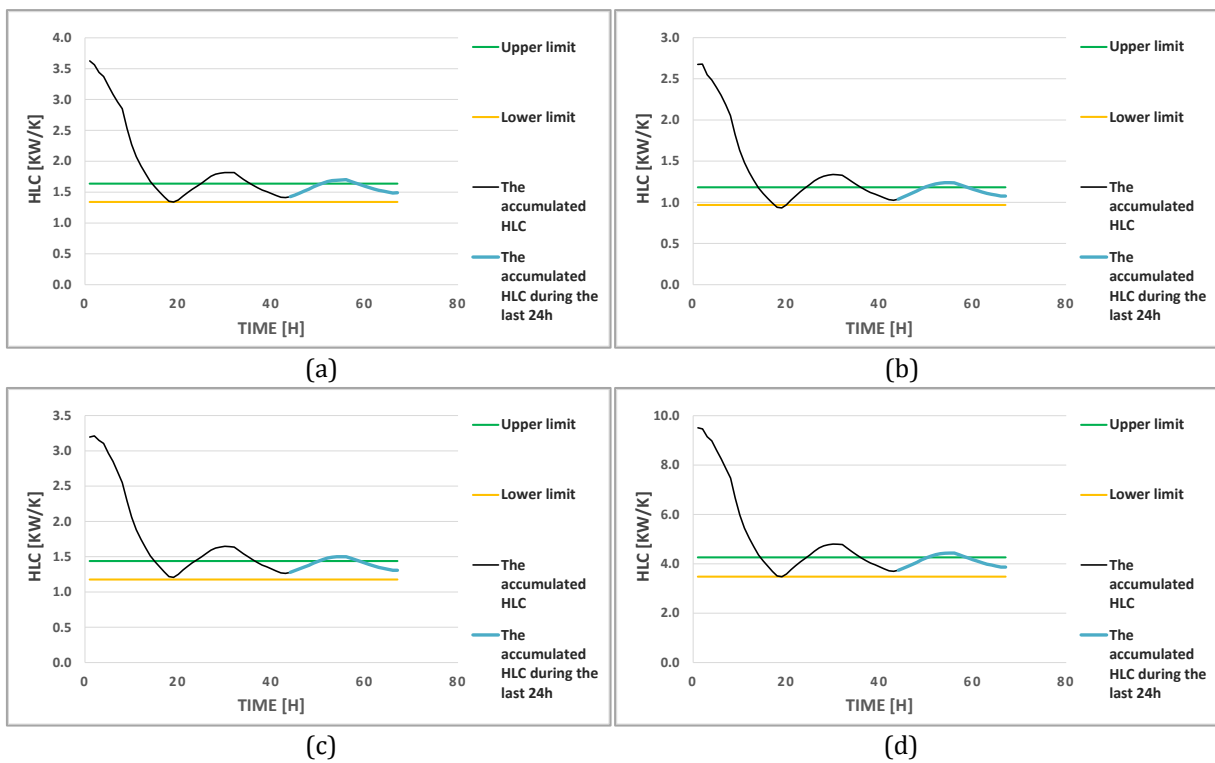 4.0
3.5
3.0
2.5
2.0
1.5
1.0
0.5
0.0
HLC [KW/K]
0 20 40 60 80
TIME [H]
Upper limit
Lower limit
The
accumulated
HLC
The
accumulated
HLC during the
last 24h
(a)
3.0
2.5
2.0
1.5
1.0
0.5
0.0
HLC [KW/K]
0 20 40 60 80
TIME [H]
Upper limit
Lower limit
The
accumulated
HLC
The
accumulated
HLC during the
last 24h
(b)
3.5
3.0
2.5
2.0
1.5
1.0
0.5
0.0
HLC [KW/K]
0 20 40 60 80
TIME [H]
Upper limit
Lower limit
The
accumulated
HLC
The
accumulated
HLC during the
last 24h
(c)
10.0
8.0
6.0
4.0
2.0
0.0
HLC [KW/K]
0 20 40 60 80
TIME [H]
Upper limit
Lower limit
The
accumulated
HLC
The
accumulated
HLC during the
last 24h
(d)